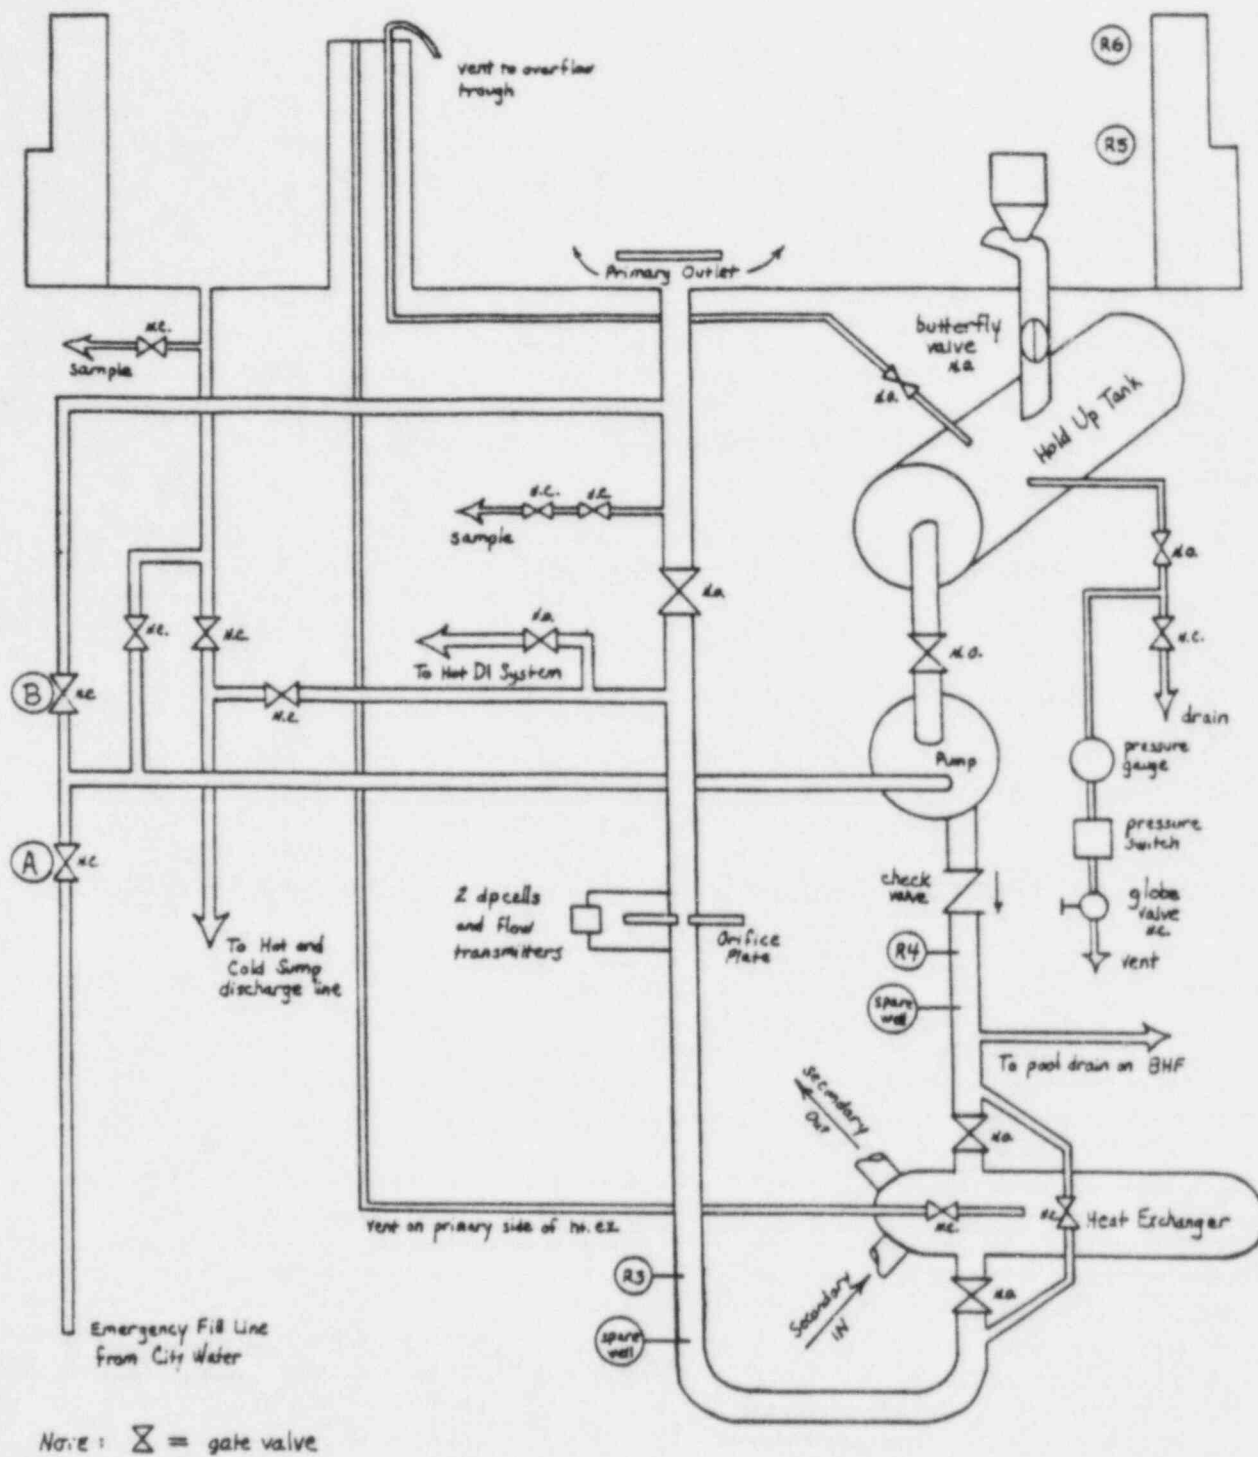 R6
vent to overflow
trough
R5
Primary Outlet
butterfly
valve
n.o.
n.c.
sample
n.o.
Hold Up Tank
n.c.
n.c.
sample
n.o.
n.o.
n.c.
n.c.
n.o.
n.o.
n.c.
To Hot DI System
B
n.c.
n.c.
drain
Pump
pressure
gauge
A
n.c.
pressure
switch
check
valve
2 dp cells
and flow
transmitters
globe
valve
n.c.
Orifice
Plate
To Hot and
Cold Sump
discharge line
R4
vent
spare
well
To pool drain on BHF
Secondary
Out
n.o.
vent on primary side of ht. ex.
n.c.
n.c.
Heat Exchanger
R3
n.o.
Secondary
IN
spare
well
Emergency Fill Line
from City Water
Note: = gate valve